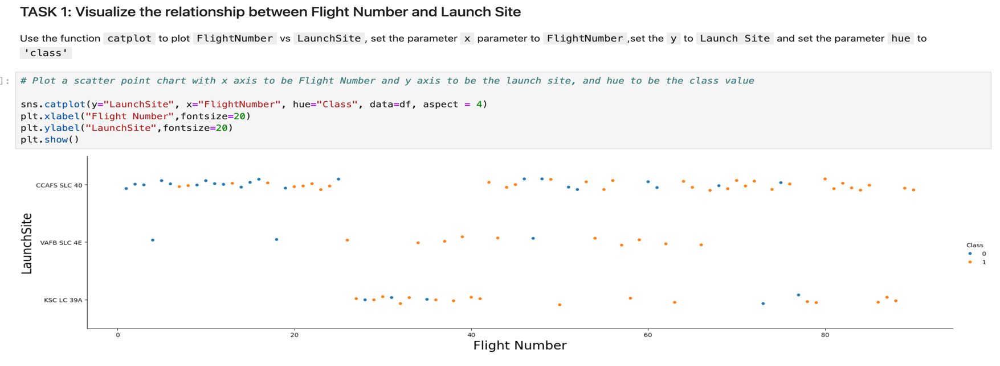 TASK 1: Visualize the relationship between Flight Number and Launch Site
Use the function catplot to plot FlightNumber vs LaunchSite, set the parameter x parameter to FlightNumber,set the y to Launch Site and set the parameter hue to
'class'
]:
# Plot a scatter point chart with x axis to be Flight Number and y axis to be the launch site, and hue to be the class value
sns.catplot(y="LaunchSite", x="FlightNumber", hue="Class", data=df, aspect = 4)
plt.xlabel("Flight Number",fontsize=20)
plt.ylabel("LaunchSite",fontsize=20)
plt.show()
CCAFS SLC 40
VAFB SLC 4E
KSC LC 39A
LaunchSite
Class
0
1
0 20 40 60 80
Flight Number